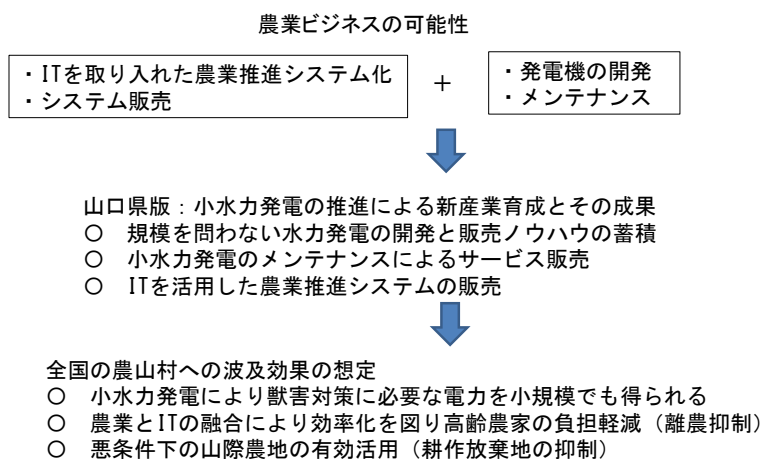 農業ビジネスの可能性
・ITを取り入れた農業推進システム化
・システム販売
＋
・発電機の開発
・メンテナンス
山口県版：小水力発電の推進による新産業育成とその成果
○　規模を問わない水力発電の開発と販売ノウハウの蓄積
○　小水力発電のメンテナンスによるサービス販売
○　ITを活用した農業推進システムの販売
全国の農山村への波及効果の想定
○　小水力発電により獣害対策に必要な電力を小規模でも得られる
○　農業とITの融合により効率化を図り高齢農家の負担軽減（離農抑制）
○　悪条件下の山際農地の有効活用（耕作放棄地の抑制）